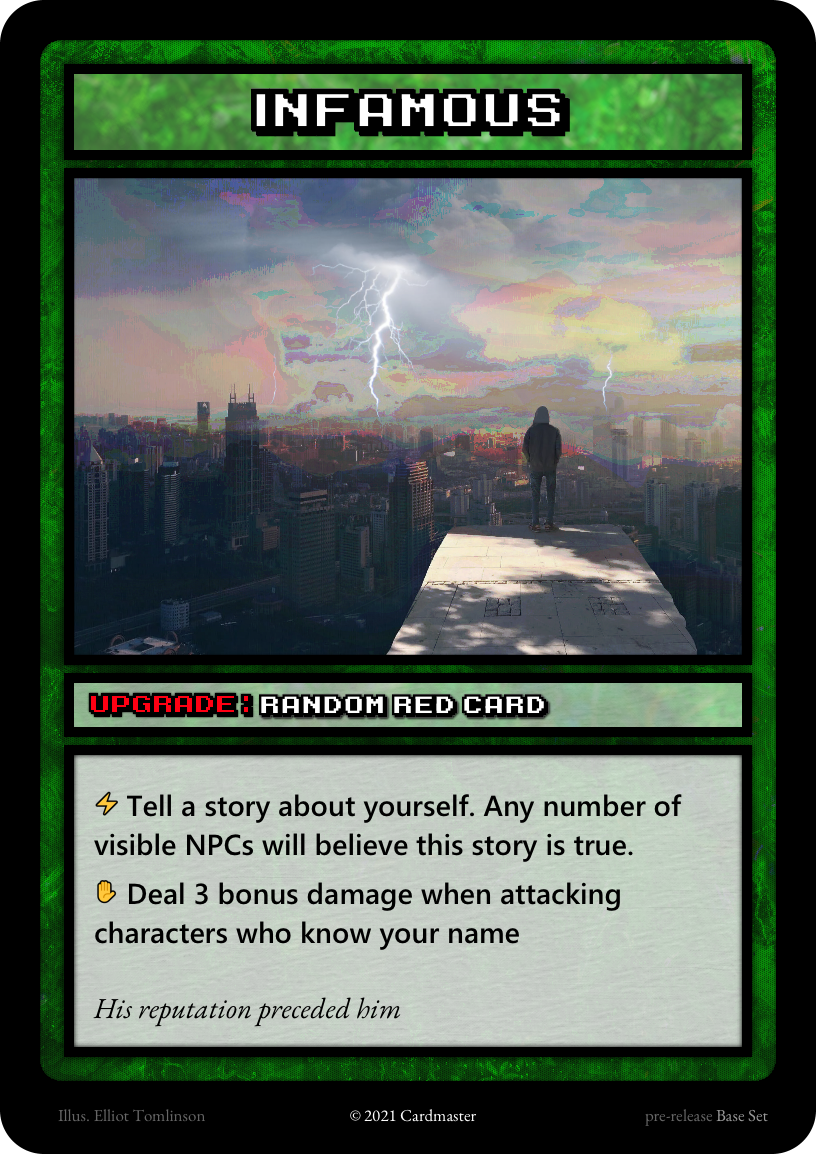 INFAMOUS
UPGRADE: RANDOM RED CARD
⚡ Tell a story about yourself. Any number of
visible NPCs will believe this story is true.
✋ Deal 3 bonus damage when attacking
characters who know your name
His reputation preceded him
Illus. Elliot Tomlinson
© 2021 Cardmaster
pre-release Base Set